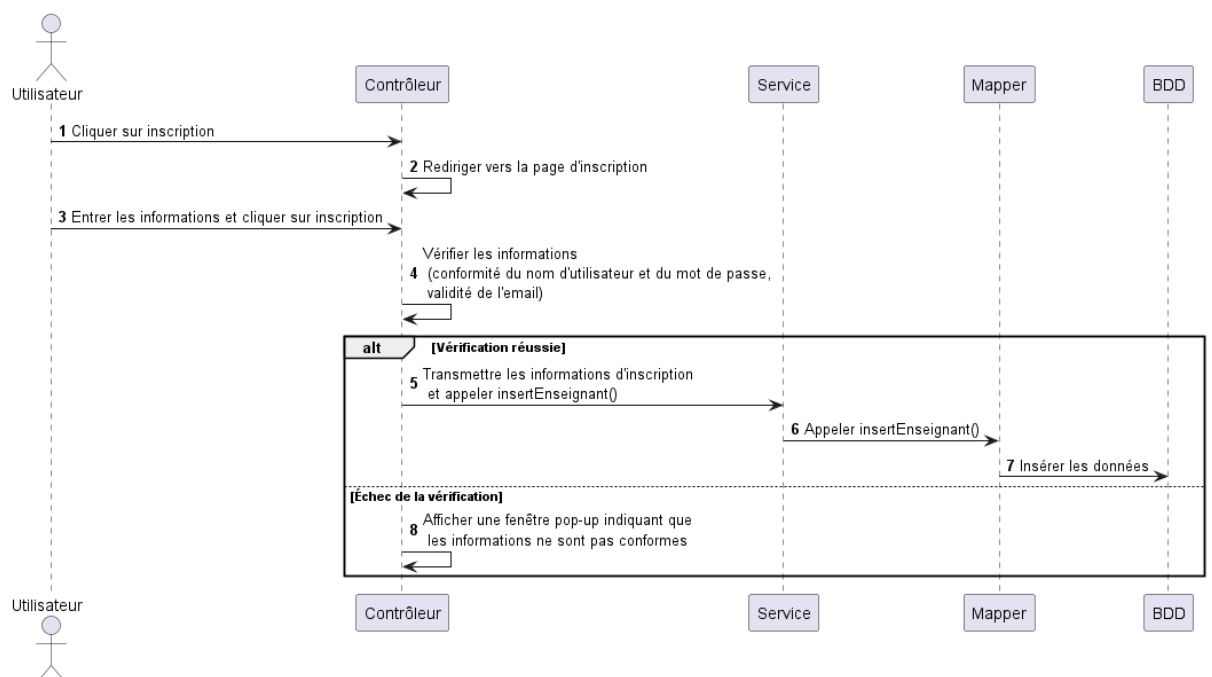 Utilisateur
Contrôleur
Service
Mapper
BDD
1 Cliquer sur inscription
2 Rediriger vers la page d'inscription
3 Entrer les informations et cliquer sur inscription
Vérifier les informations
4 (conformité du nom d'utilisateur et du mot de passe,
validité de l'email)
alt [Vérification réussie]
5 Transmettre les informations d'inscription
et appeler insertEnseignant()
6 Appeler insertEnseignant()
7 Insérer les données
[Échec de la vérification]
8 Afficher une fenêtre pop-up indiquant que
les informations ne sont pas conformes
Utilisateur
Contrôleur
Service
Mapper
BDD